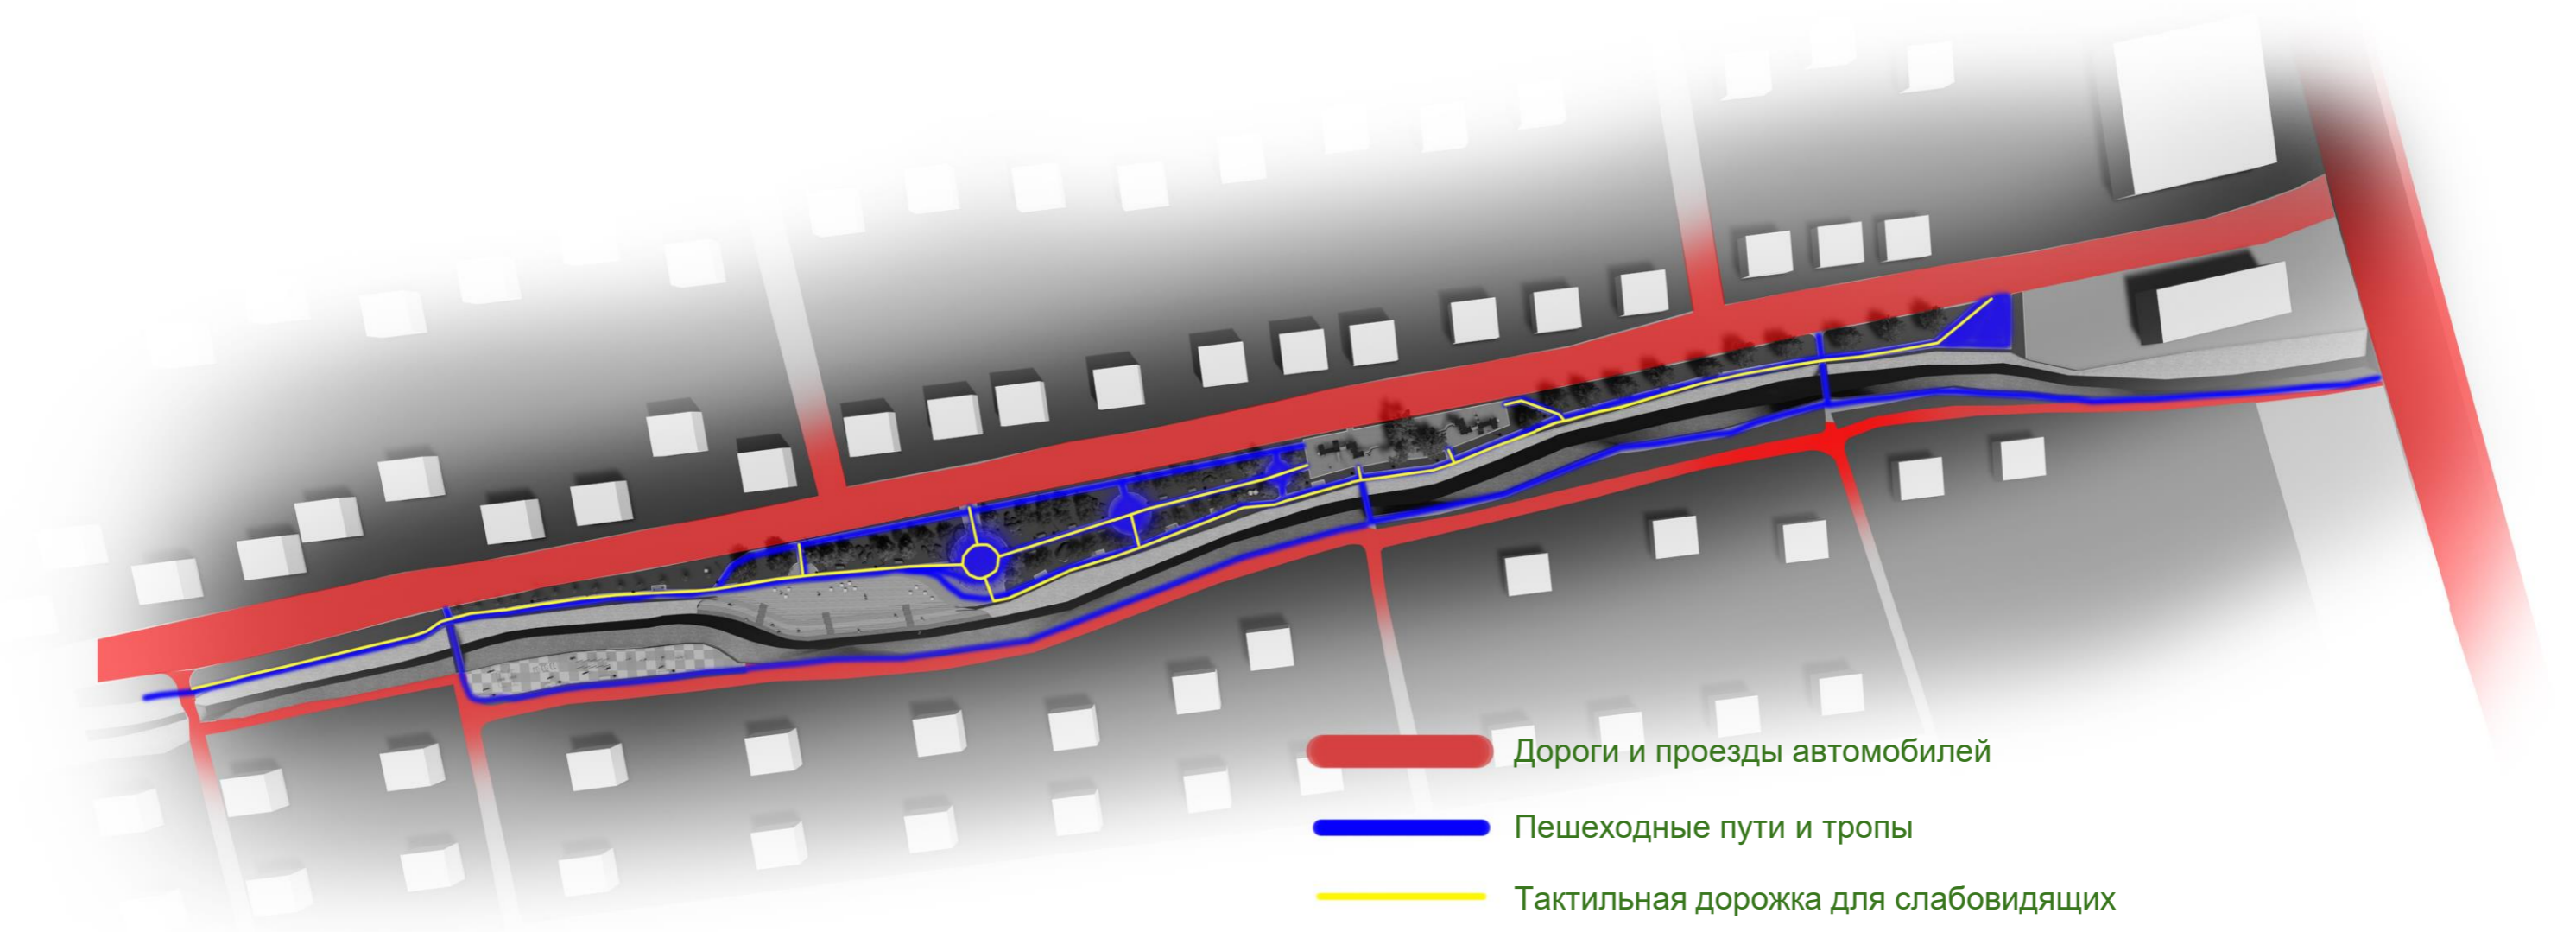 Дороги и проезды автомобилей
Пешеходные пути и тропы
Тактильная дорожка для слабовидящих